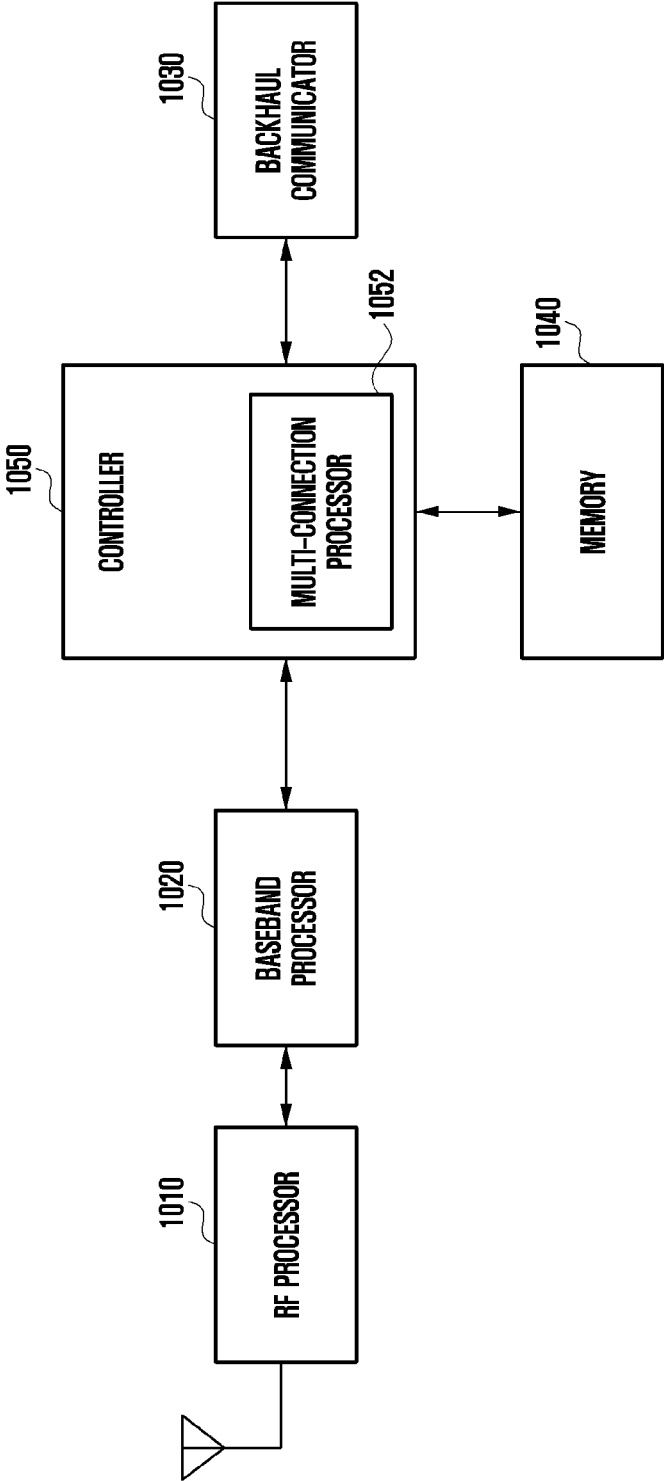 1010
RF PROCESSOR
1020
BASEBAND
PROCESSOR
1050
CONTROLLER
1052
MULTI-CONNECTION
PROCESSOR
1030
BACKHAUL
COMMUNICATOR
1040
MEMORY